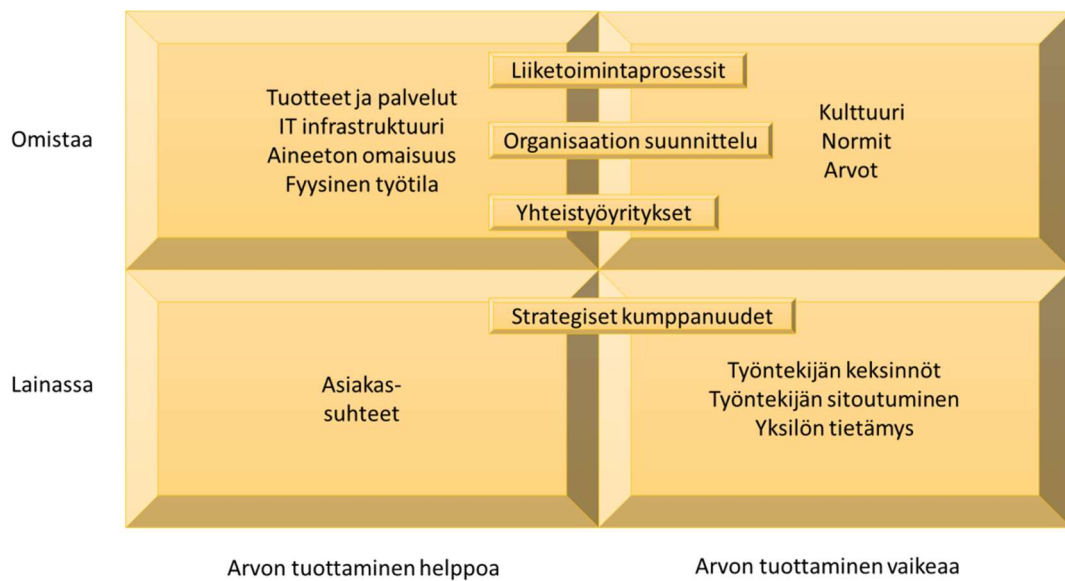 Omistaa
Tuotteet ja palvelut
IT infrastruktuuri
Aineeton omaisuus
Fyysinen työtila
Liiketoimintaprosessit
Organisaation suunnittelu
Yhteistyöyritykset
Kulttuuri
Normit
Arvot
Lainassa
Asiakas-
suhteet
Strategiset kumppanuudet
Työntekijän keksinnöt
Työntekijän sitoutuminen
Yksilön tietämys
Arvon tuottaminen helppoa
Arvon tuottaminen vaikeaa